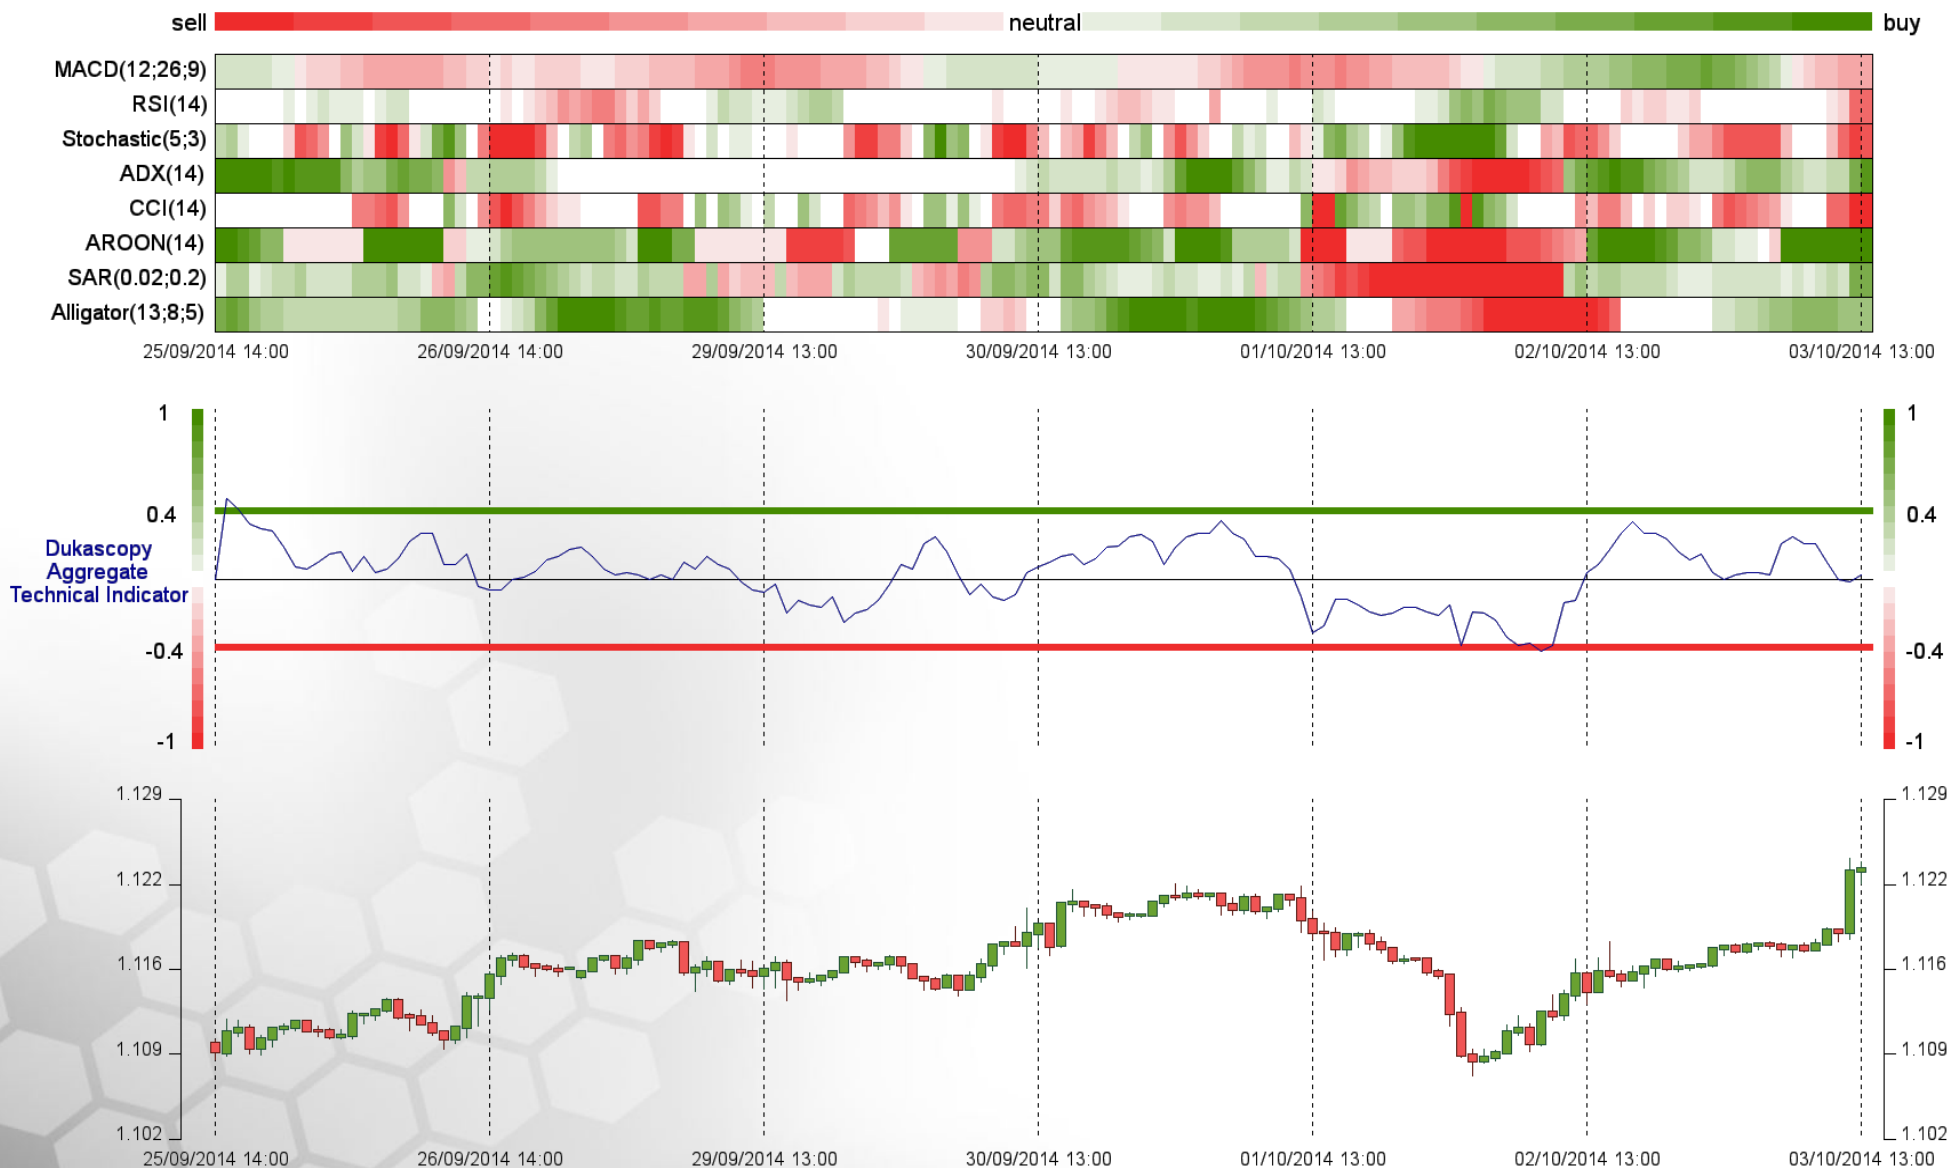 sell neutral buy
MACD(12;26;9)
RSI(14)
Stochastic(5;3)
ADX(14)
CCI(14)
AROON(14)
SAR(0.02;0.2)
Alligator(13;8;5)
25/09/2014 14:00 26/09/2014 14:00 29/09/2014 13:00 30/09/2014 13:00 01/10/2014 13:00 02/10/2014 13:00 03/10/2014 13:00
1 1
0.4 0.4
Dukascopy
Aggregate
Technical Indicator
-0.4 -0.4
-1 -1
1.129 1.129
1.122 1.122
1.116 1.116
1.109 1.109
1.102 1.102
25/09/2014 14:00 26/09/2014 14:00 29/09/2014 13:00 30/09/2014 13:00 01/10/2014 13:00 02/10/2014 13:00 03/10/2014 13:00